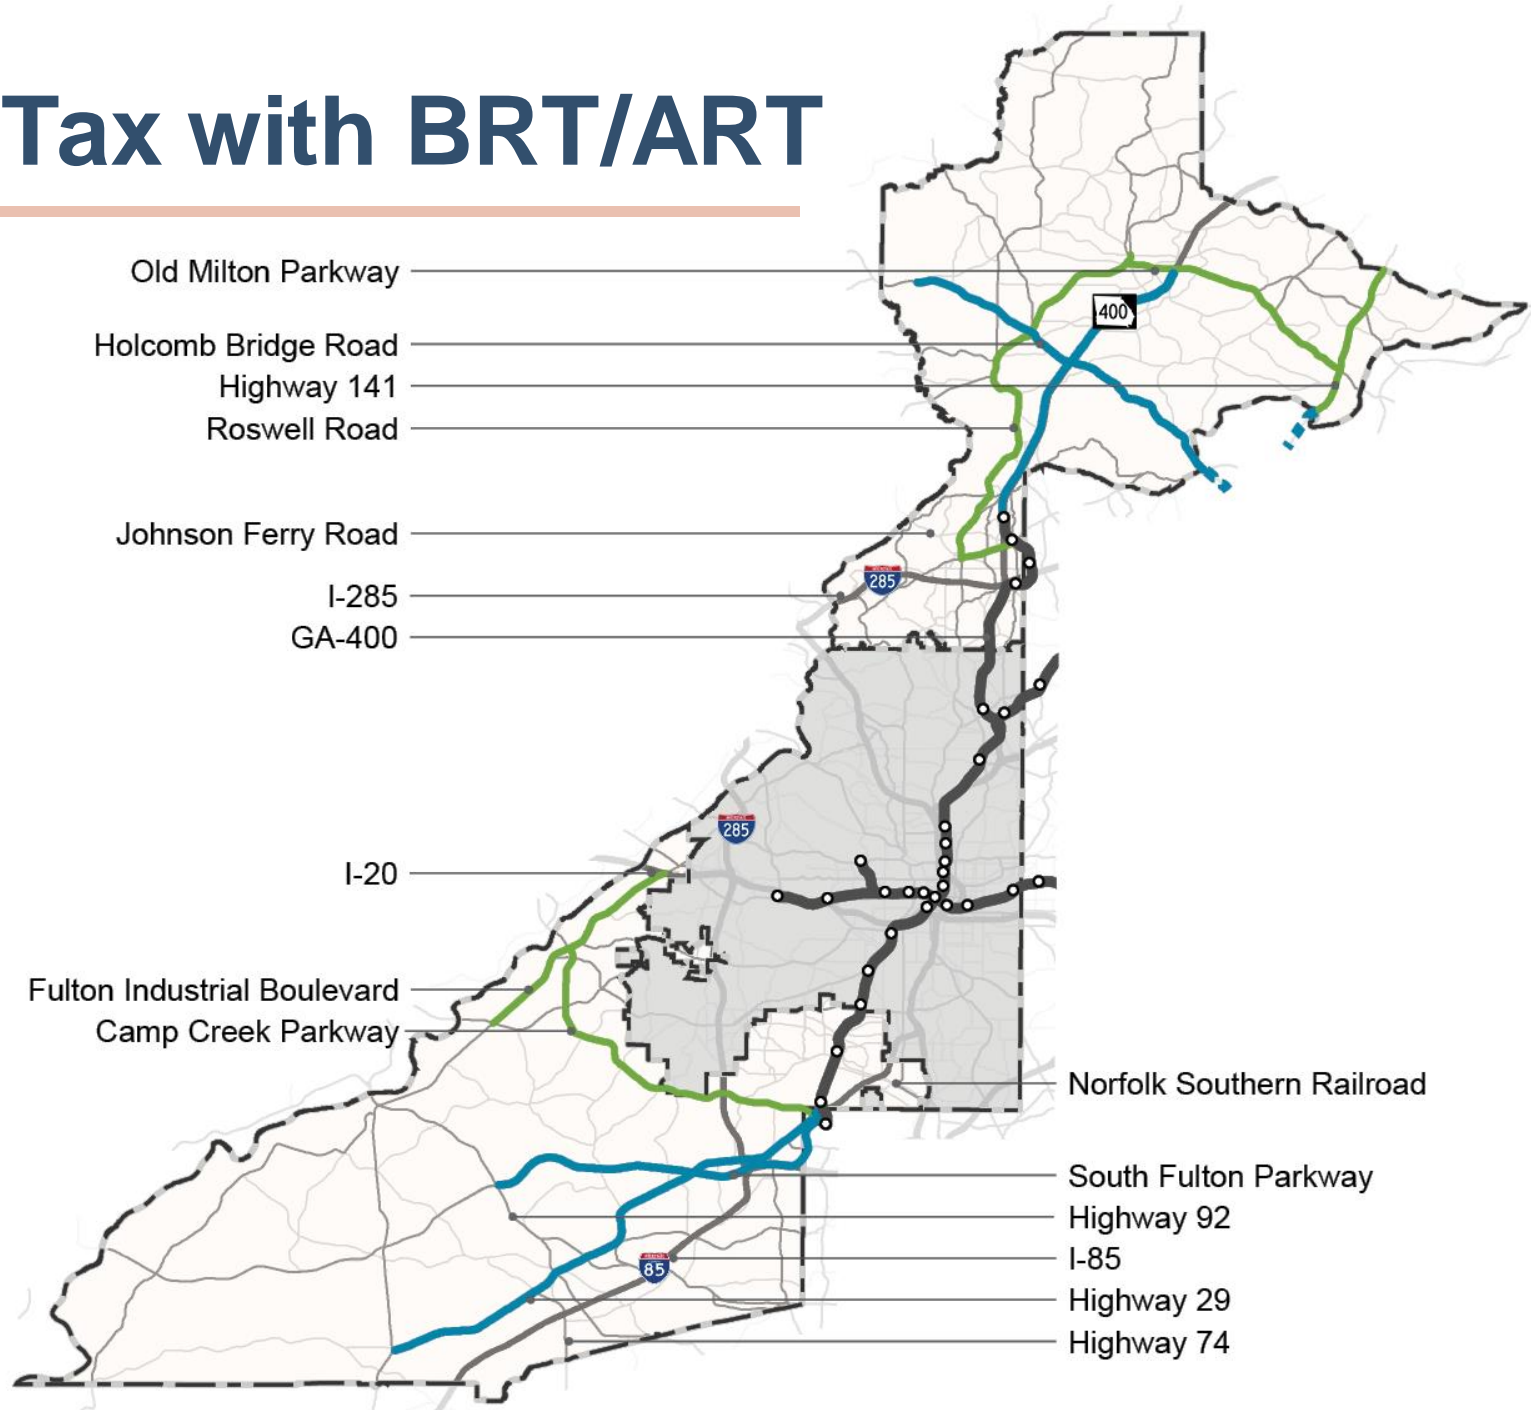 Tax with BRT/ART
Old Milton Parkway
400
Holcomb Bridge Road
Highway 141
Roswell Road
Johnson Ferry Road
285
I-285
GA-400
285
I-20
Fulton Industrial Boulevard
Camp Creek Parkway
Norfolk Southern Railroad
South Fulton Parkway
Highway 92
I-85
85
Highway 29
Highway 74